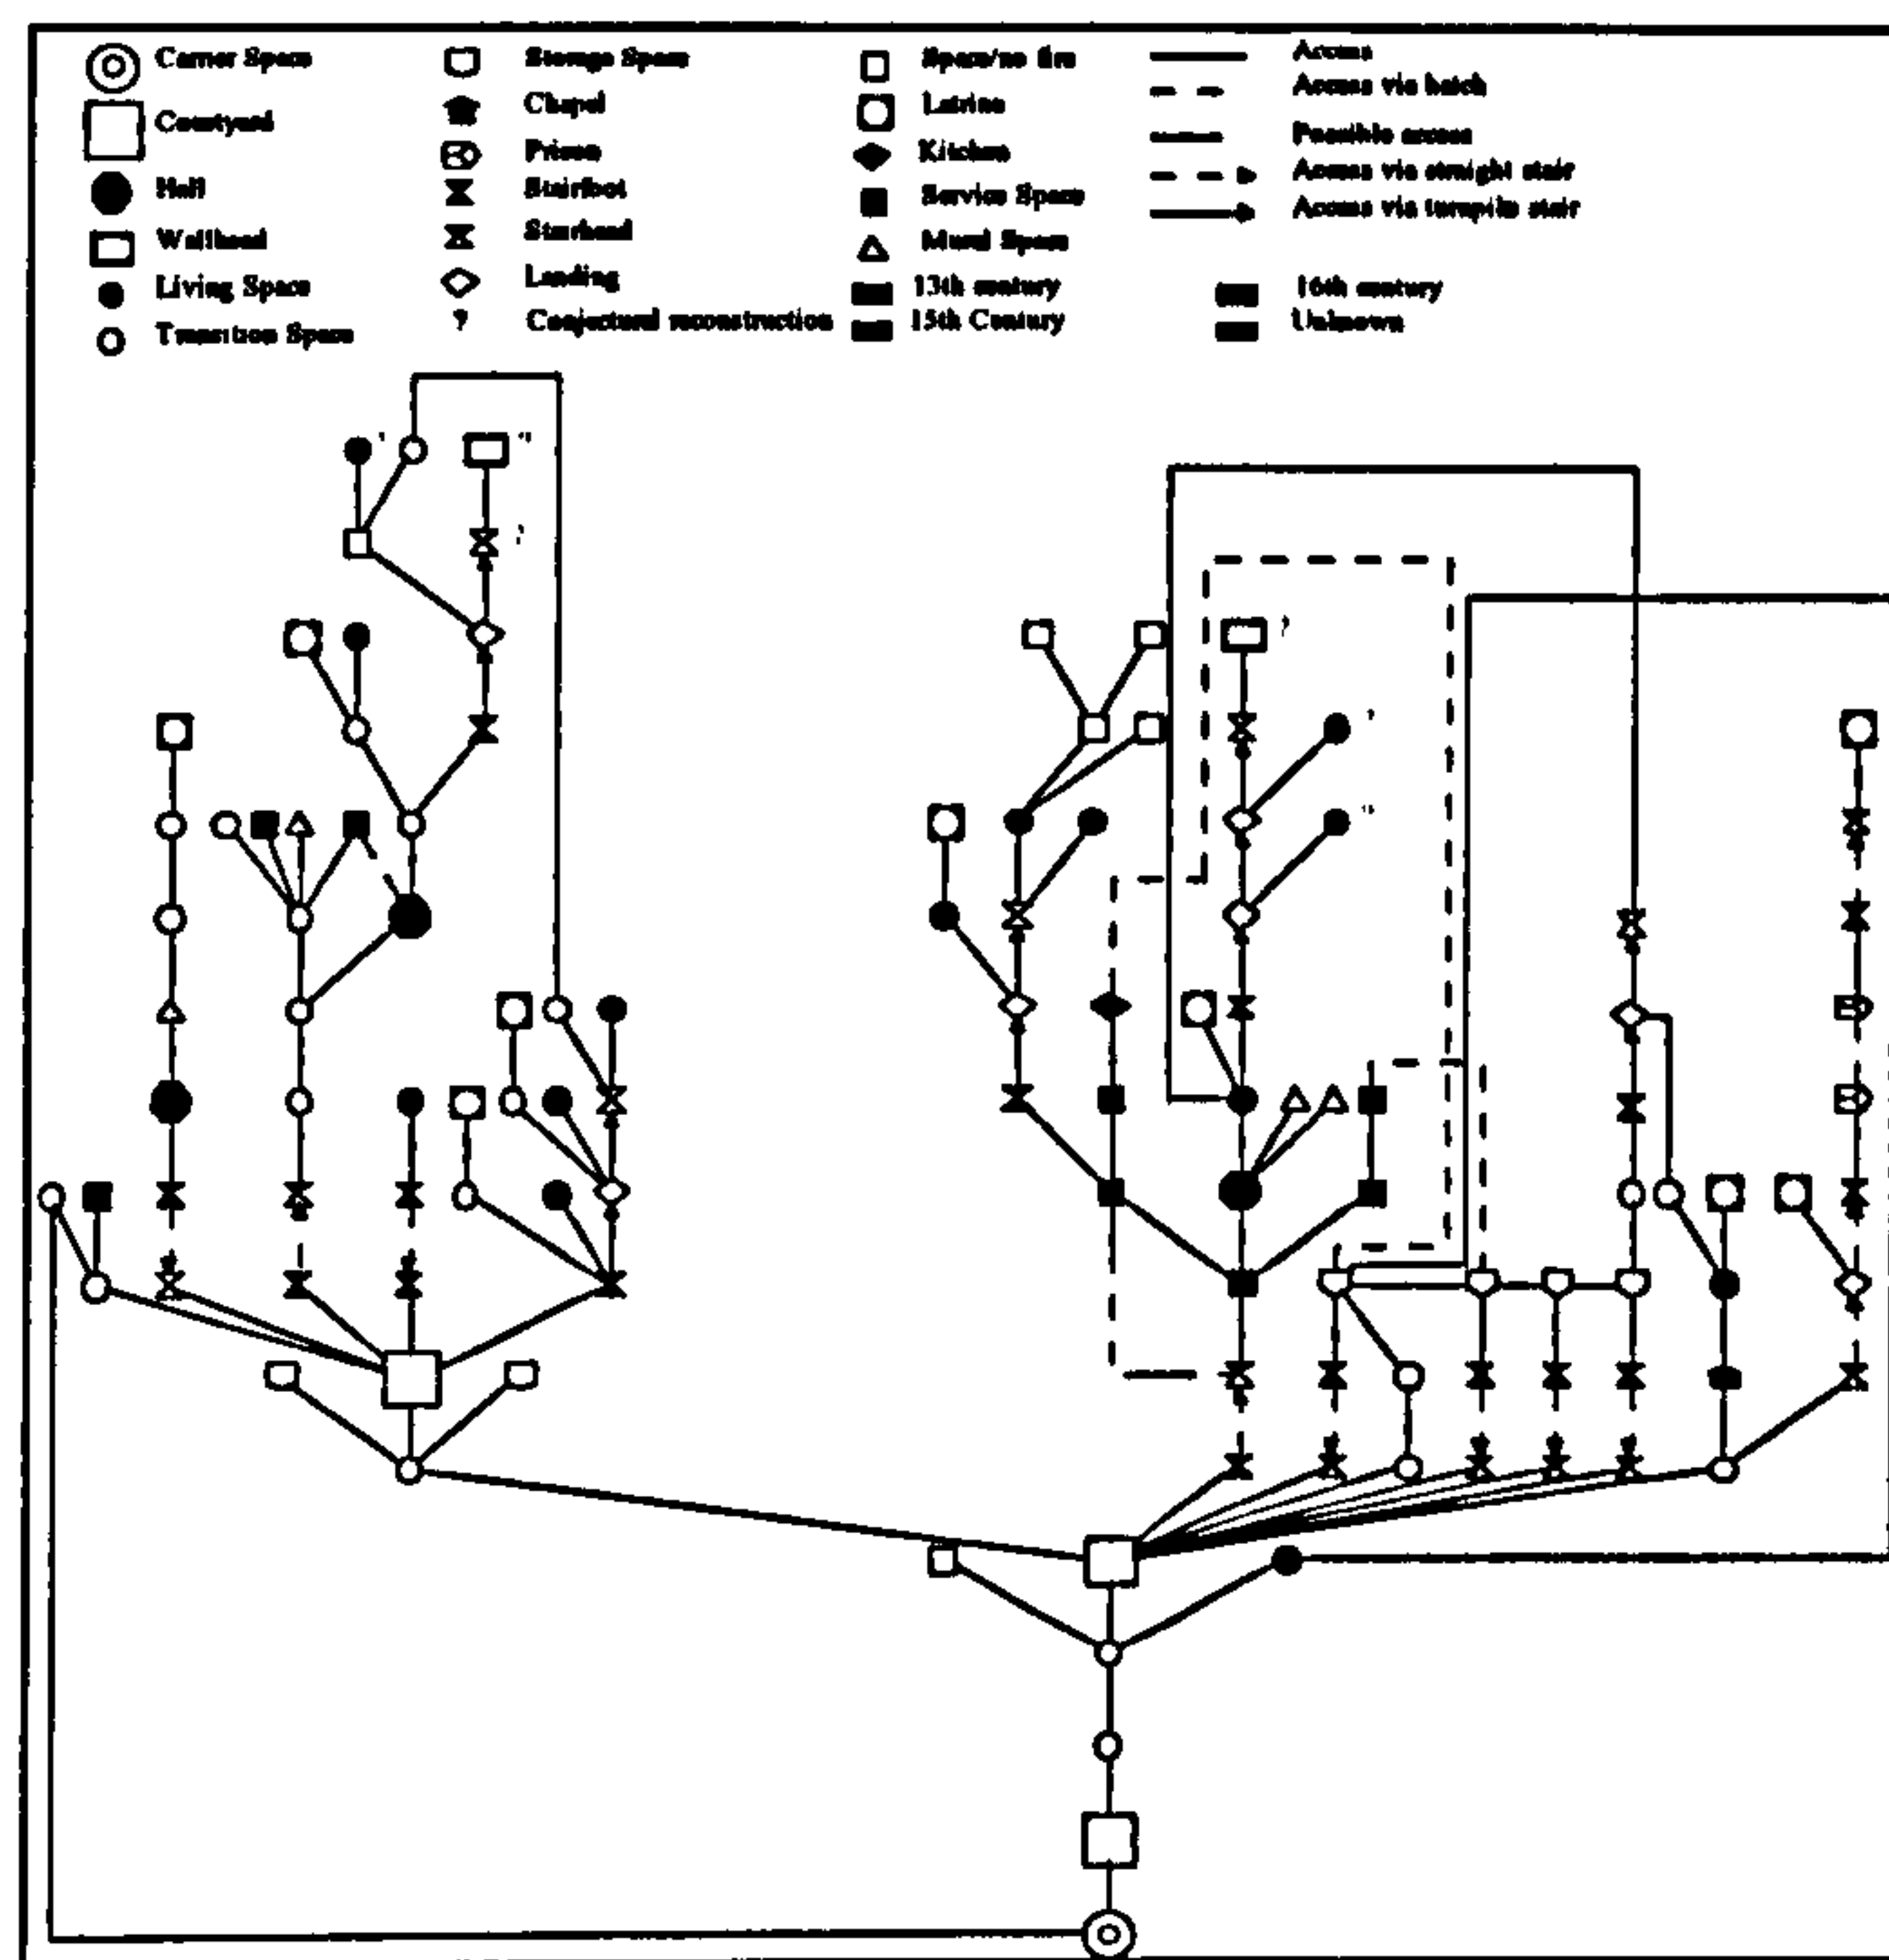 Carrier Space
Courtyard
Hall
Wallhead
Living Space
Transition Space
Storage Space
Chapel
Prison
Stairfoot
Stairhead
Landing
? Conjectural reconstruction
Space/no fire
Latrine
Kitchen
Service Space
Mural Space
13th century
15th Century
Access
Access via hatch
Possible access
Access via straight stair
Access via turnpike stair
16th century
Unknown
?
?
?
?